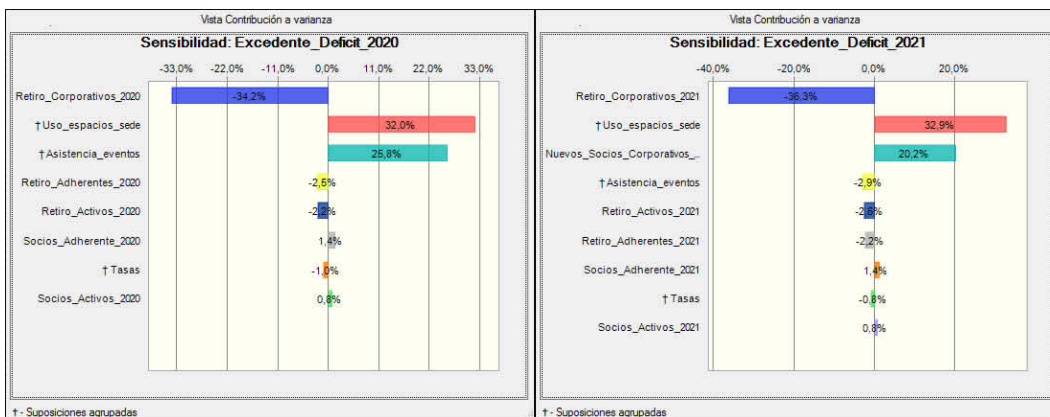 Vista Contribución a varianza
Sensibilidad: Excedente_Deficit_2020
-33,0% -22,0% -11,0% 0,0% 11,0% 22,0% 33,0%
Retiro_Corporativos_2020 -34,2%
†Uso_espacios_sede 32,0%
†Asistencia_eventos 25,8%
Retiro_Adherentes_2020 -2,5%
Retiro_Activos_2020 -2,2%
Socios_Adherente_2020 1,4%
†Tasas -1,0%
Socios_Activos_2020 0,8%
†- Suposiciones agrupadas
Vista Contribución a varianza
Sensibilidad: Excedente_Deficit_2021
-40,0% -20,0% 0,0% 20,0%
Retiro_Corporativos_2021 -36,3%
†Uso_espacios_sede 32,9%
Nuevos_Socios_Corporativos_... 20,2%
†Asistencia_eventos -2,9%
Retiro_Activos_2021 -2,6%
Retiro_Adherentes_2021 -2,2%
Socios_Adherente_2021 1,4%
†Tasas -0,8%
Socios_Activos_2021 0,8%
†- Suposiciones agrupadas